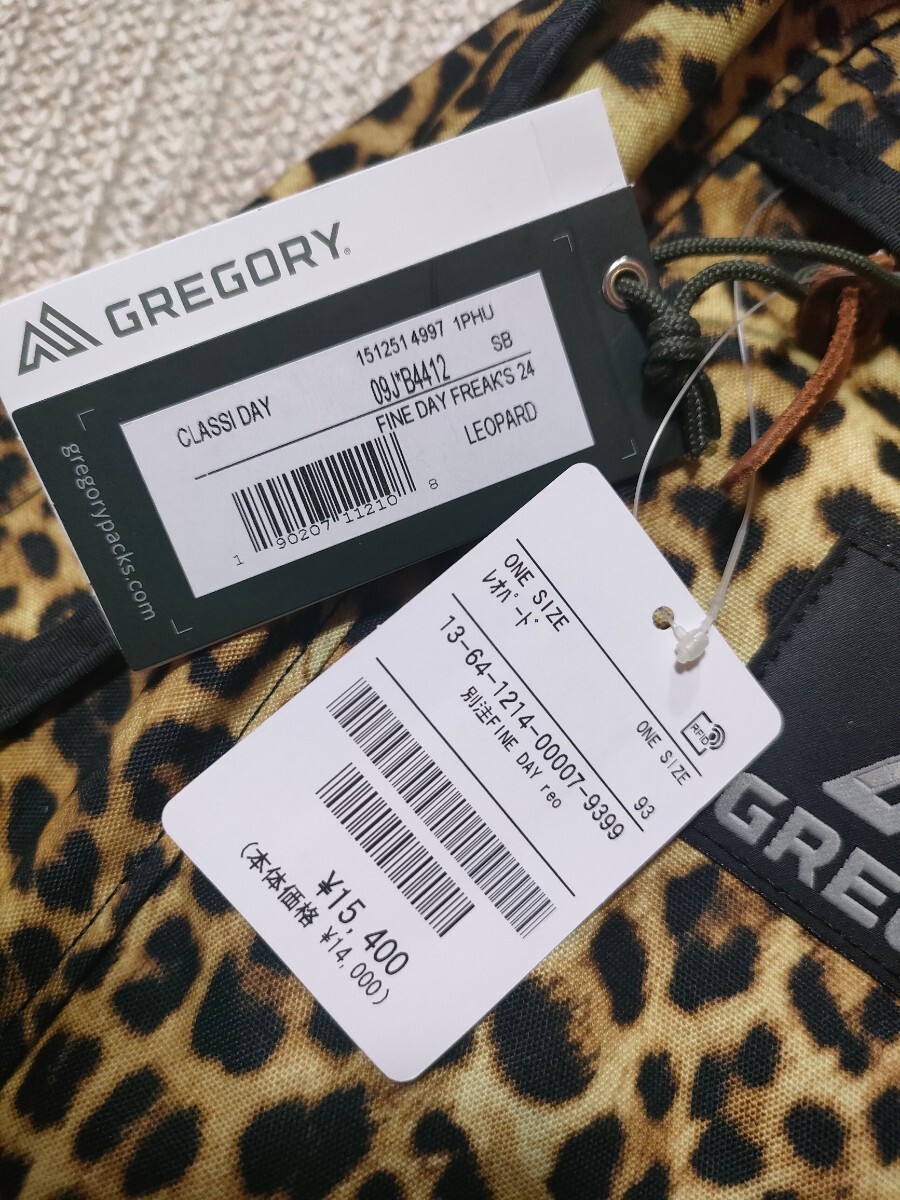 GREGORY®
151251 4997 1PHU
CLASSI DAY
09J*B4412
SB
FINE DAY FREAK'S 24
LEOPARD
1 90207 11210 8
gregorypacks.com
ONE SIZE
ONE SIZE
レオパード
93
13-64-1214-00007-9399
別注FINE DAY reo
RFID
¥15,400
(本体価格 ¥14,000)
GREG